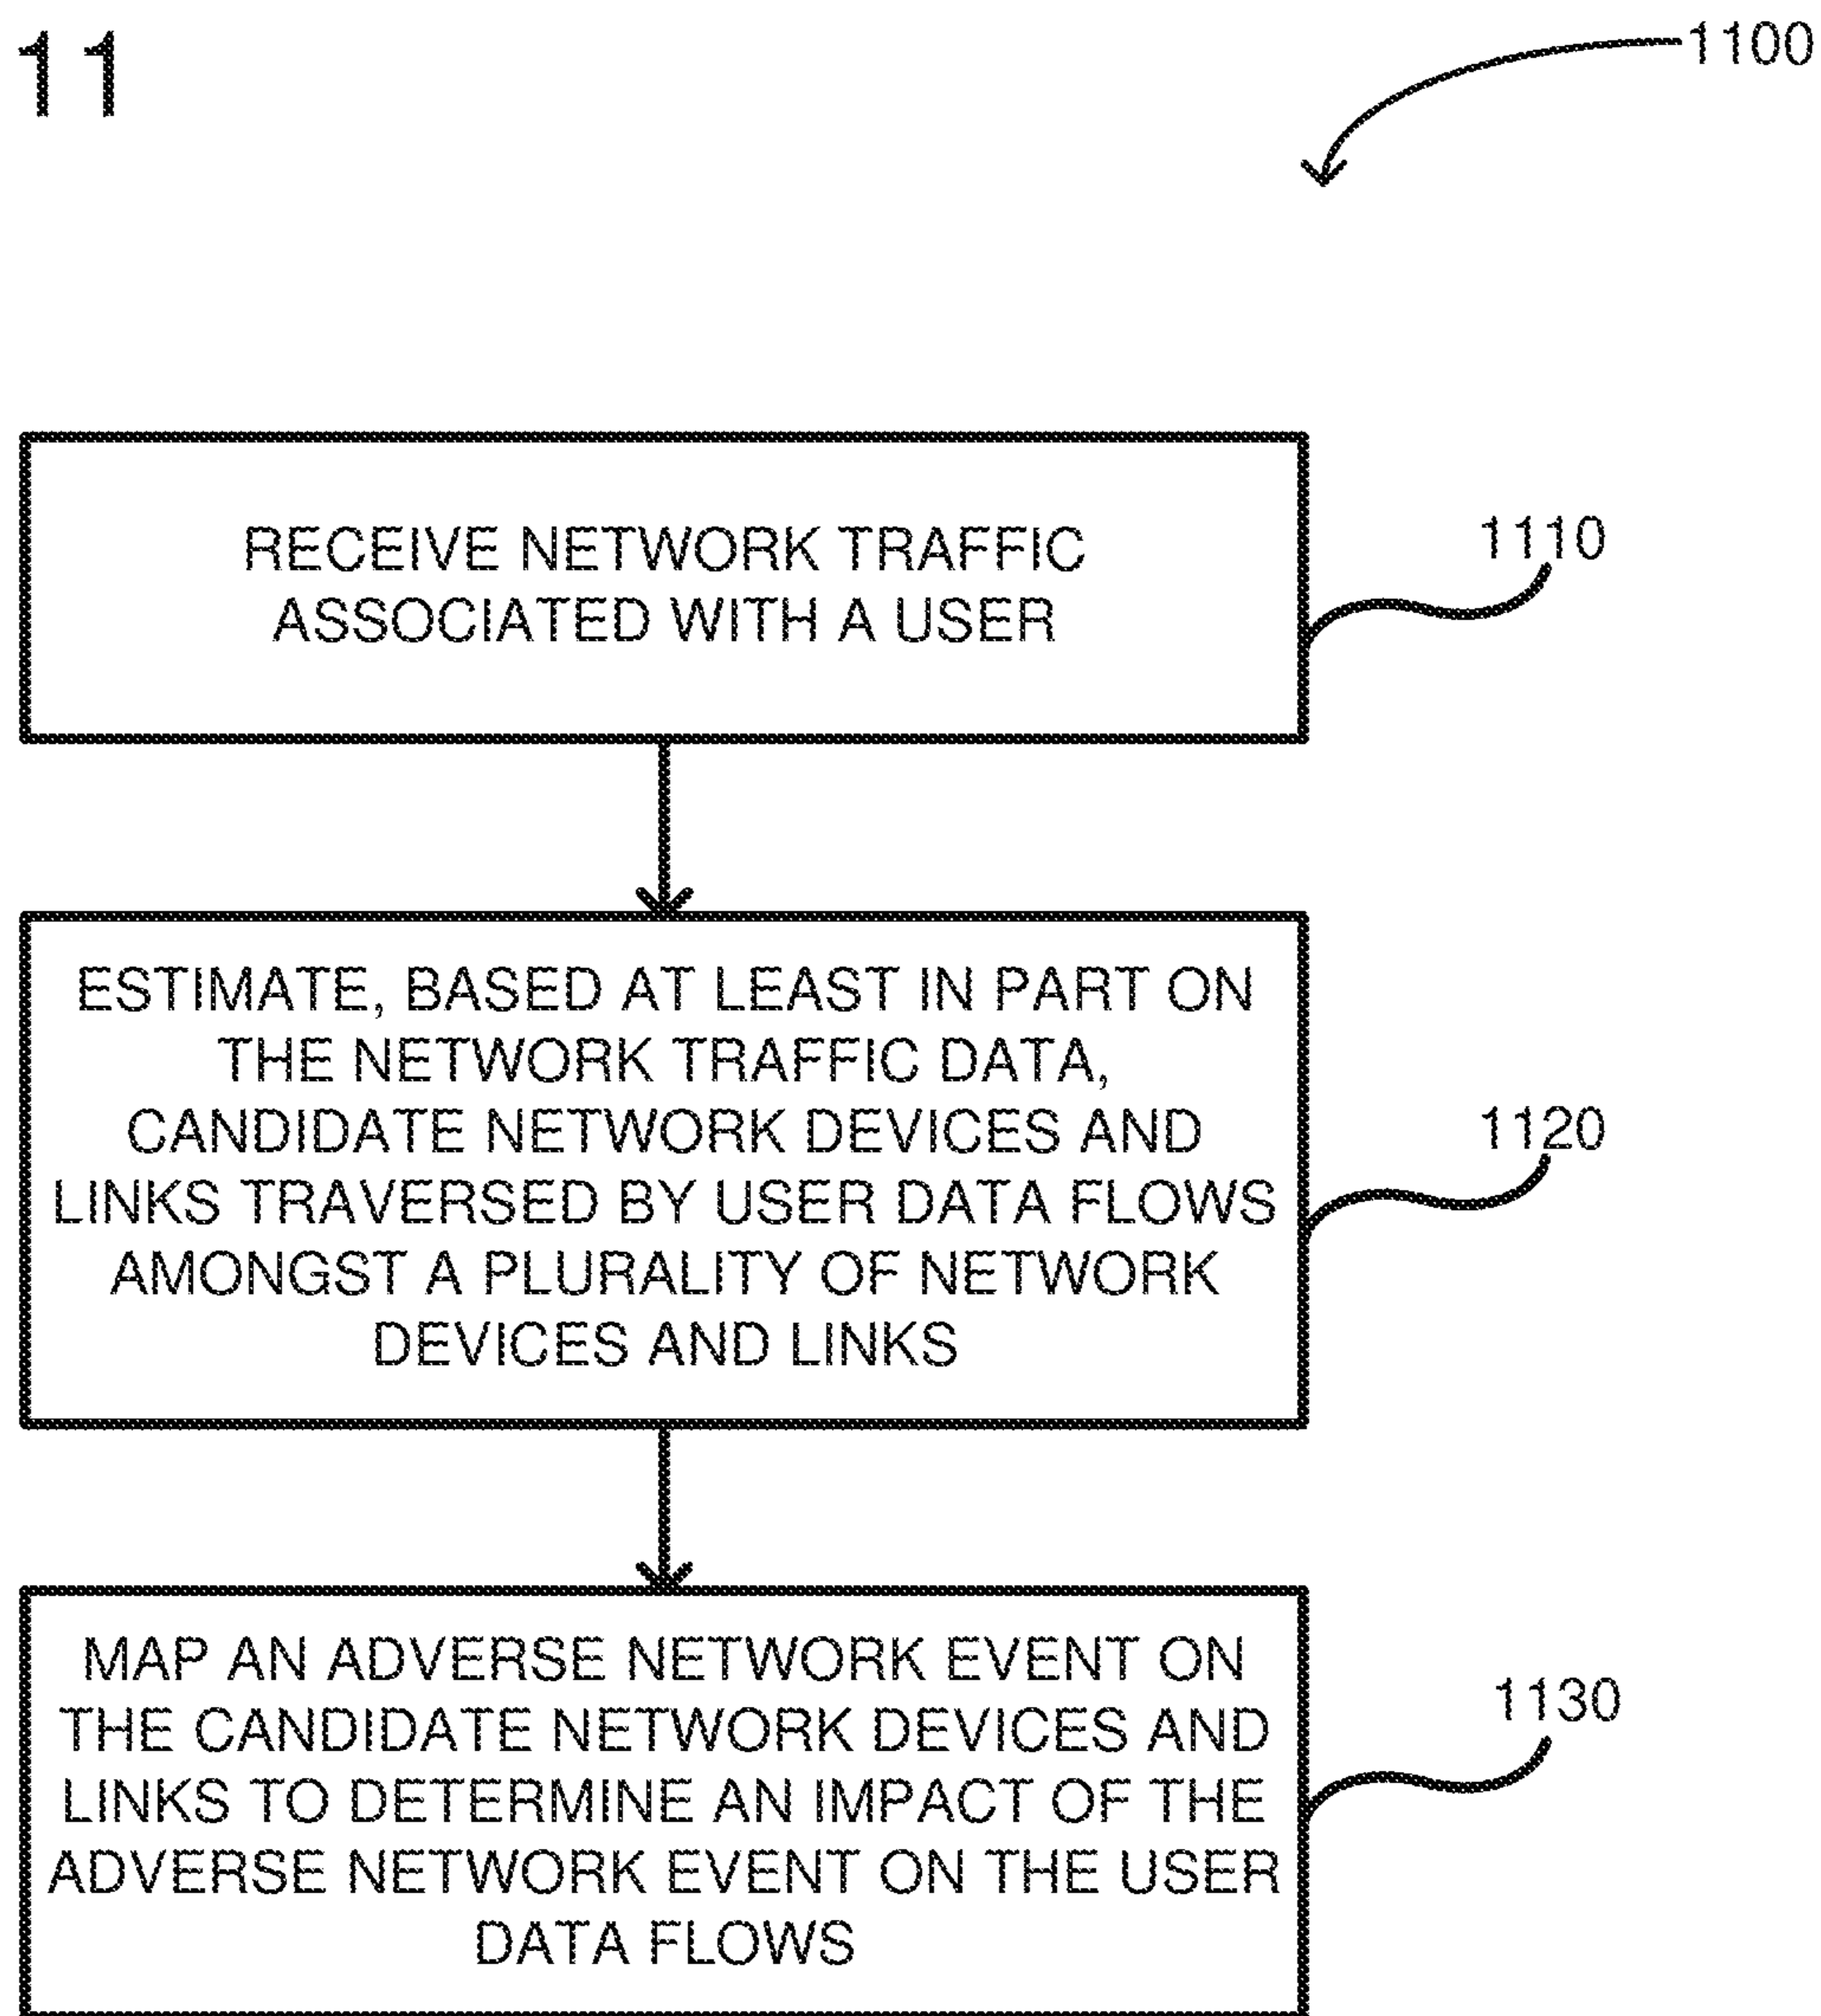 11
1100
RECEIVE NETWORK TRAFFIC
ASSOCIATED WITH A USER
1110
ESTIMATE, BASED AT LEAST IN PART ON
THE NETWORK TRAFFIC DATA,
CANDIDATE NETWORK DEVICES AND
LINKS TRAVERSED BY USER DATA FLOWS
AMONGST A PLURALITY OF NETWORK
DEVICES AND LINKS
1120
MAP AN ADVERSE NETWORK EVENT ON
THE CANDIDATE NETWORK DEVICES AND
LINKS TO DETERMINE AN IMPACT OF THE
ADVERSE NETWORK EVENT ON THE USER
DATA FLOWS
1130